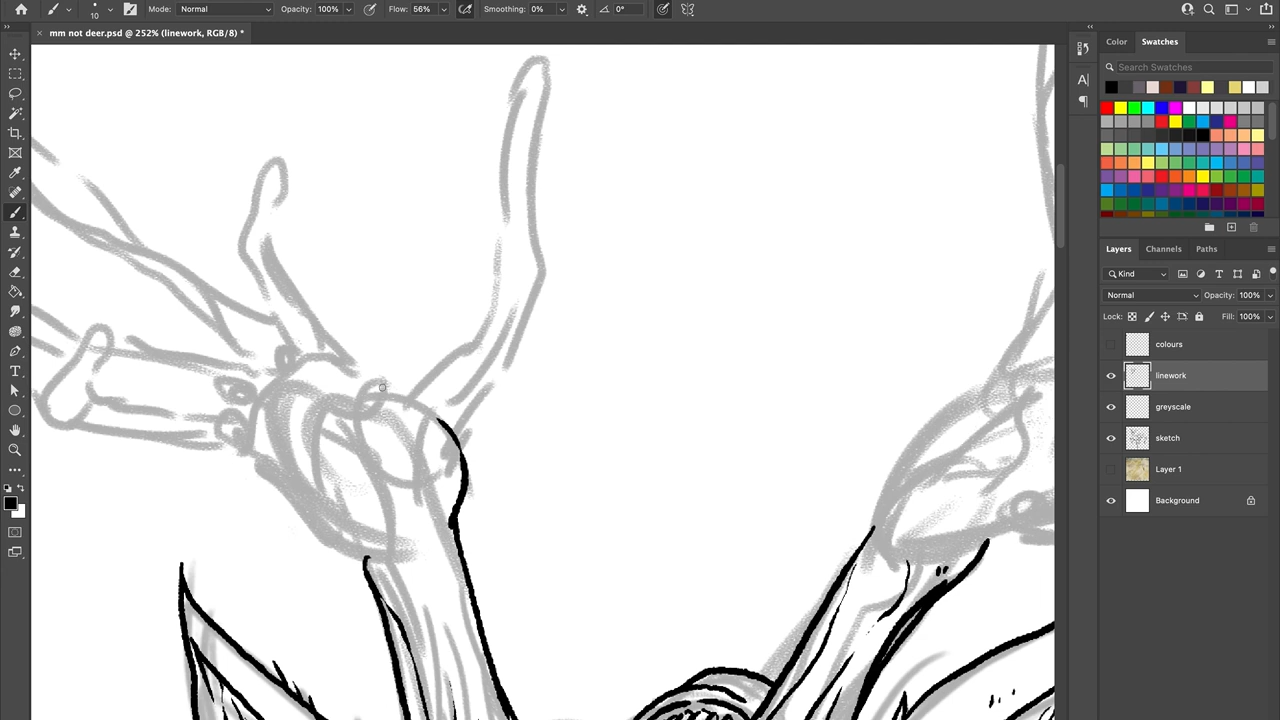 10 Mode: Normal Opacity: 100% Flow: 56% Smoothing: 0% 0°
× mm not deer.psd @ 252% (linework, RGB/8) *
Color Swatches
Search Swatches
Layers Channels Paths
Kind
Normal Opacity: 100%
Lock: Fill: 100%
colours
linework
greyscale
sketch
Layer 1
Background